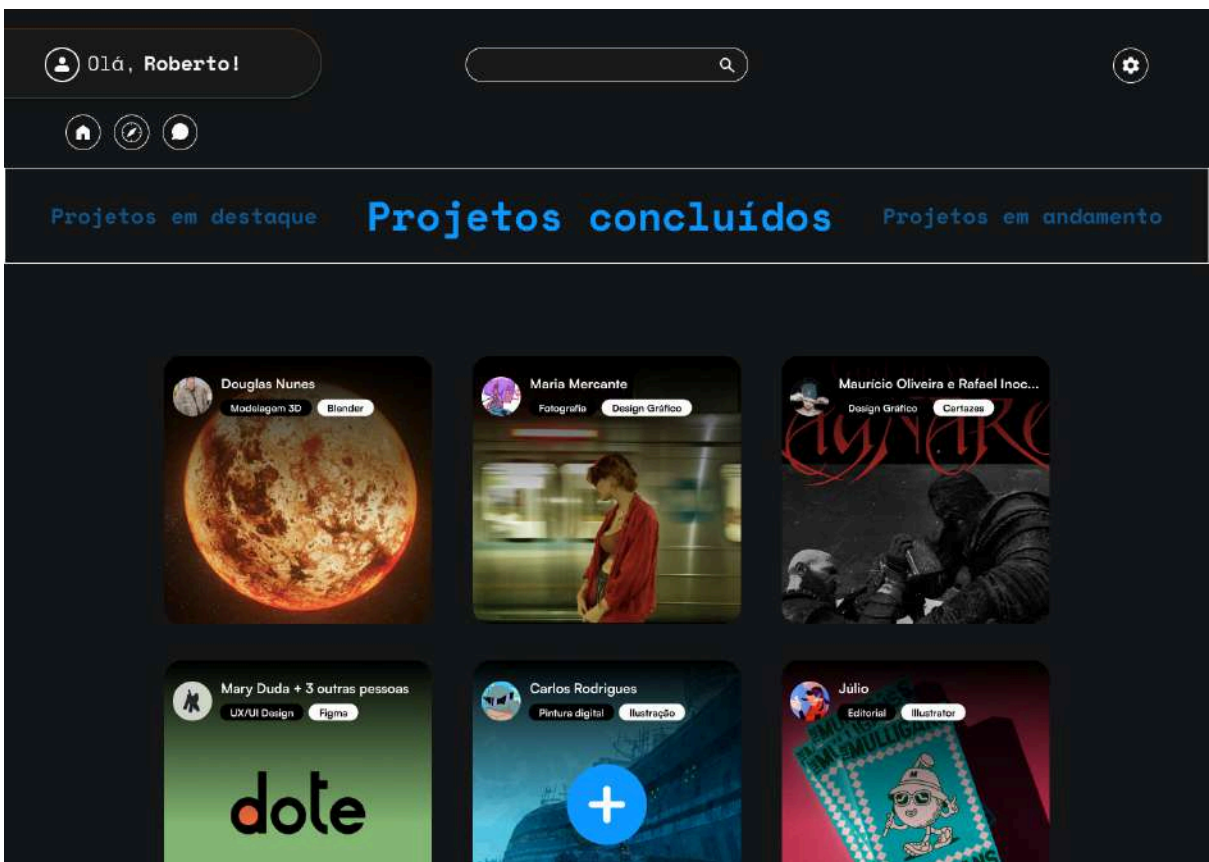 Olá, Roberto!
Projetos em destaque
Projetos concluídos
Projetos em andamento
Douglas Nunes
Modelagem 3D Blender
Maria Mercante
Fotografia Design Gráfico
Maurício Oliveira e Rafael Inoc...
Design Gráfico Cartazes
Mary Duda + 3 outras pessoas
UX/UI Design Figma
dote
Carlos Rodrigues
Pintura digital Ilustração
Júlio
Editorial Illustrator
MULLIGANS